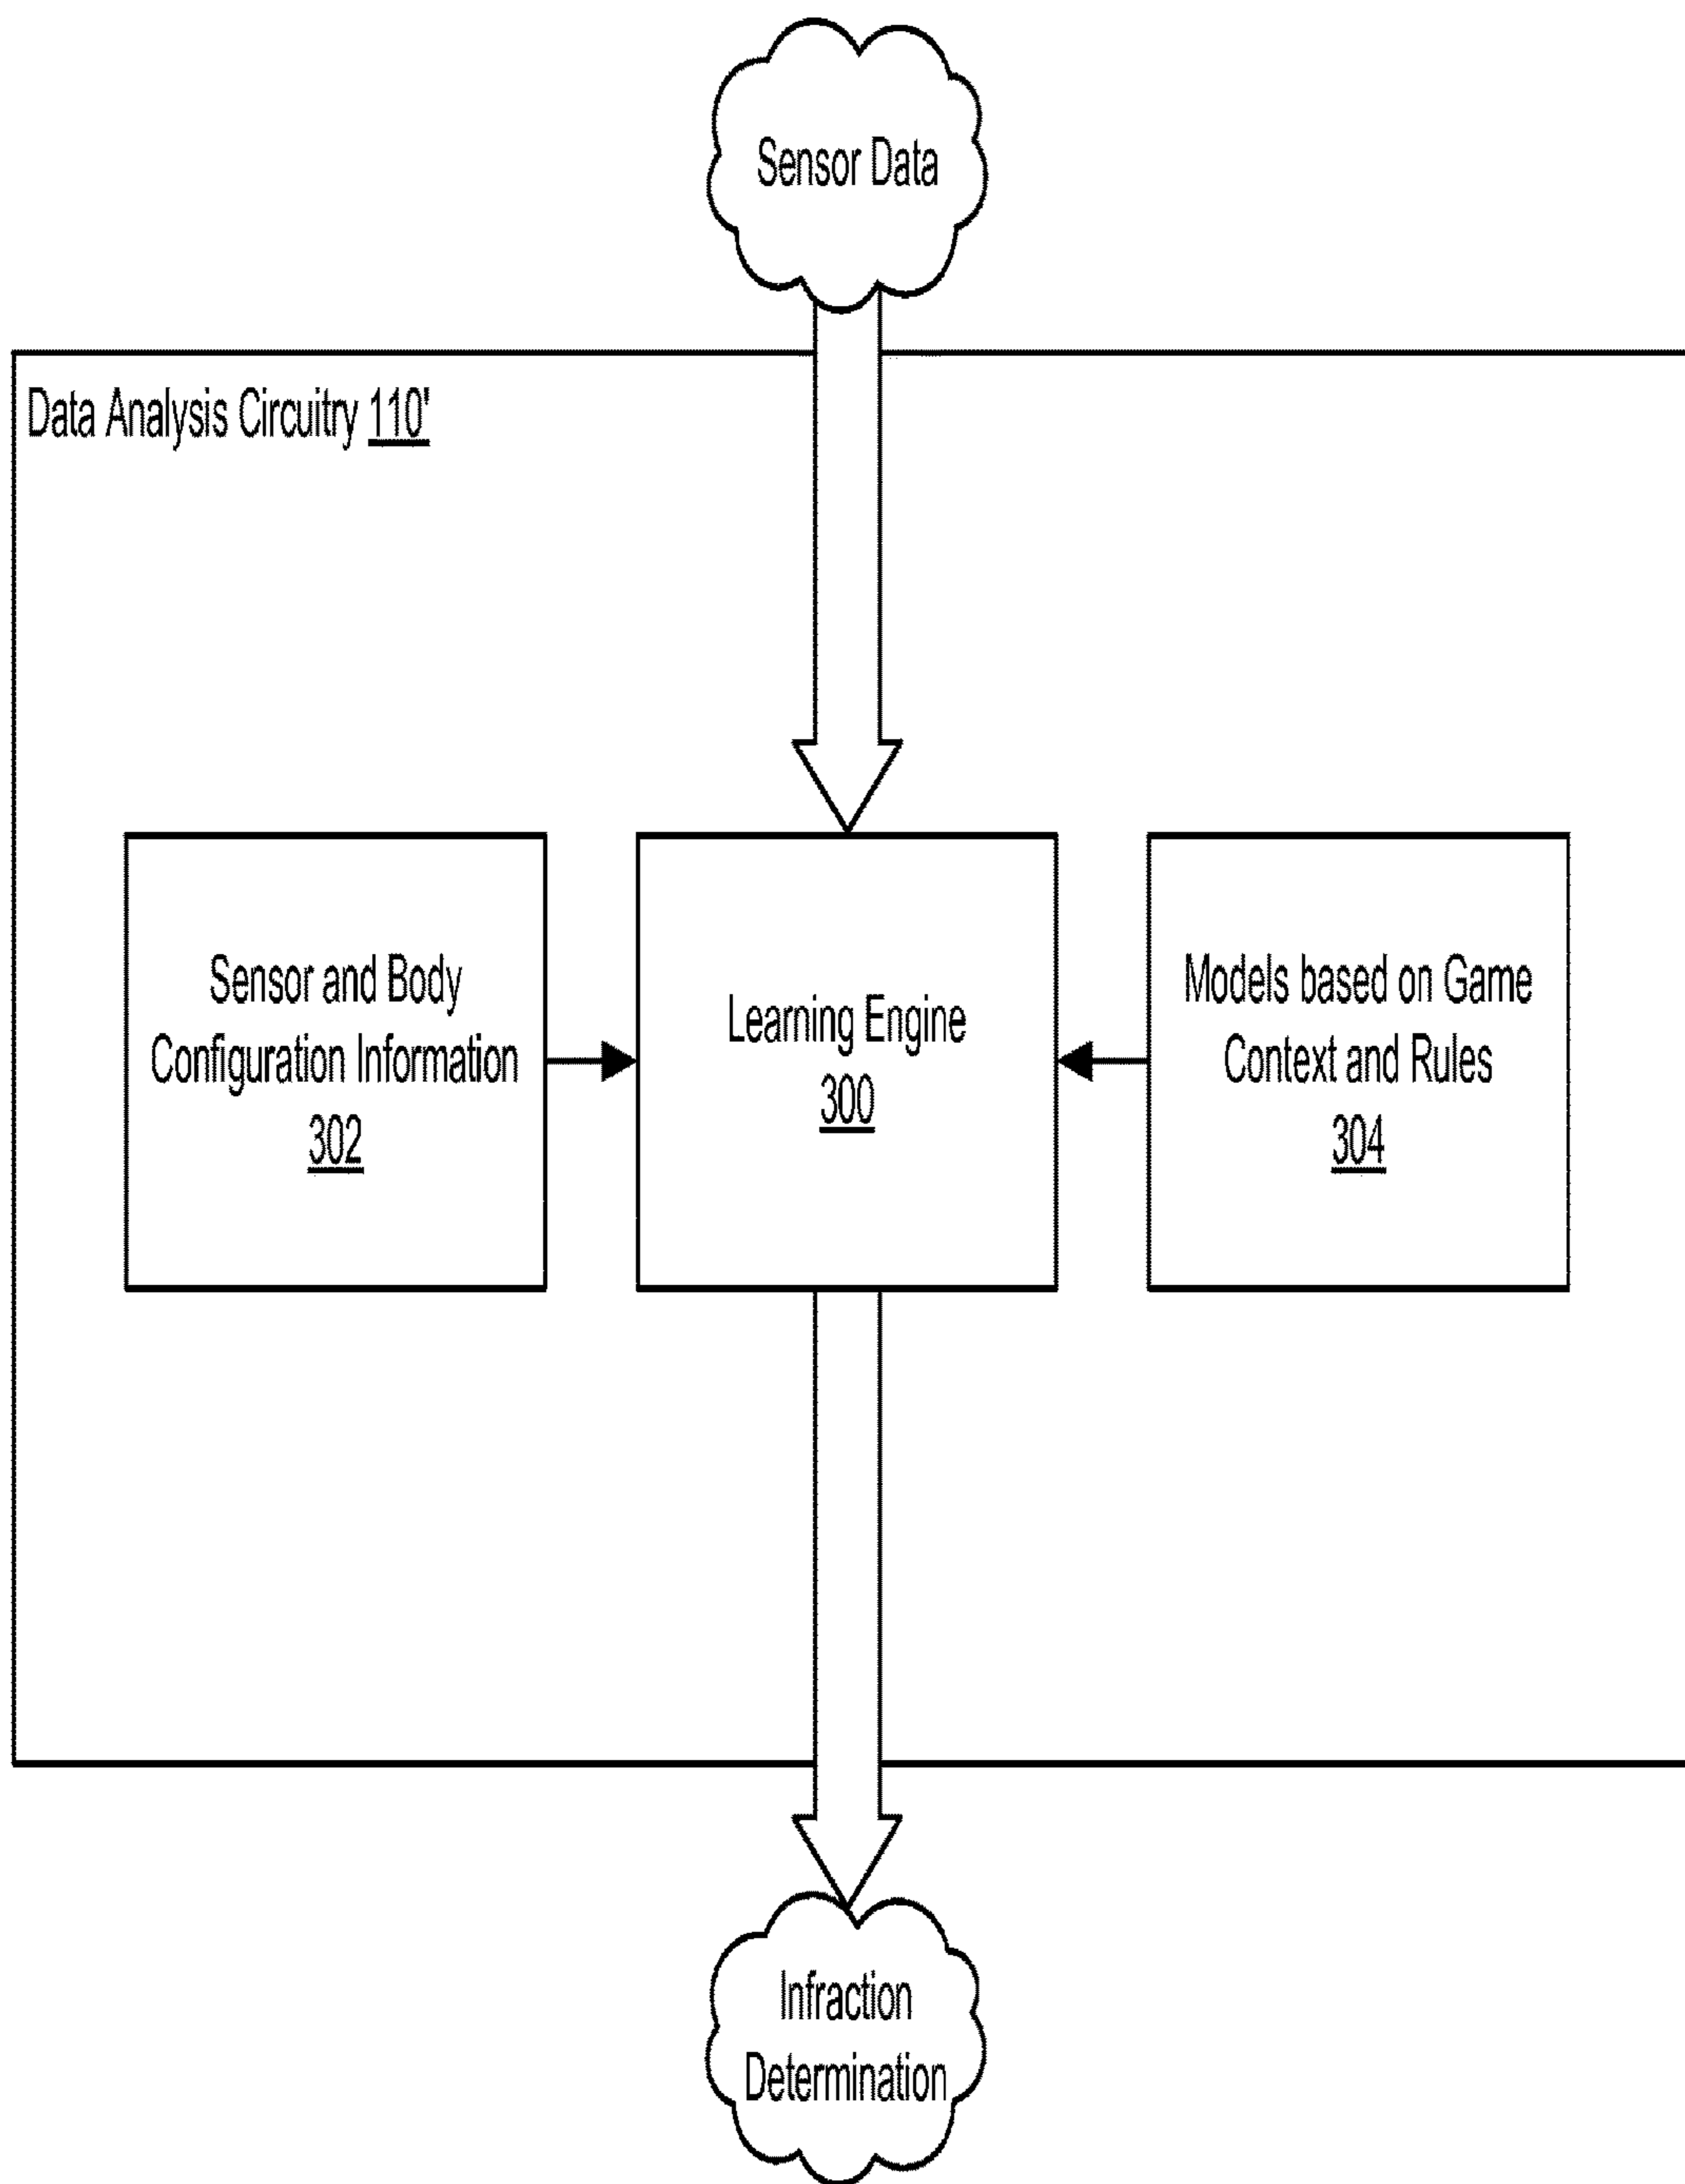 Sensor Data
Data Analysis Circuitry 110'
Sensor and Body
Configuration Information
302
Learning Engine
300
Models based on Game
Context and Rules
304
Infraction
Determination